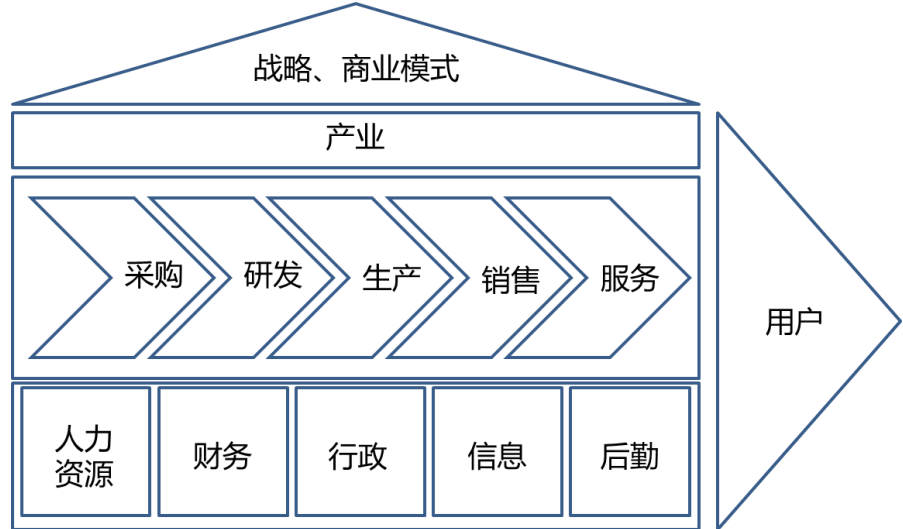 战略、商业模式
产业
采购
研发
生产
销售
服务
用户
人力
资源
财务
行政
信息
后勤